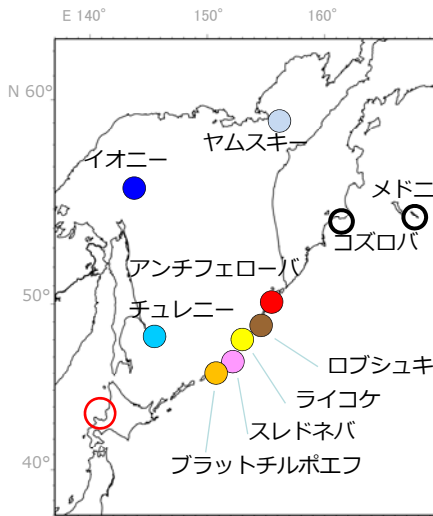 E 140° 150° 160°
N 60°
ヤムスキー
イオニー
メドニ
コズロバ
アンチフェローバ
50°
チュレニー
ロブシュキ
ライコケ
スレドネバ
ブラットチルポエフ
40°